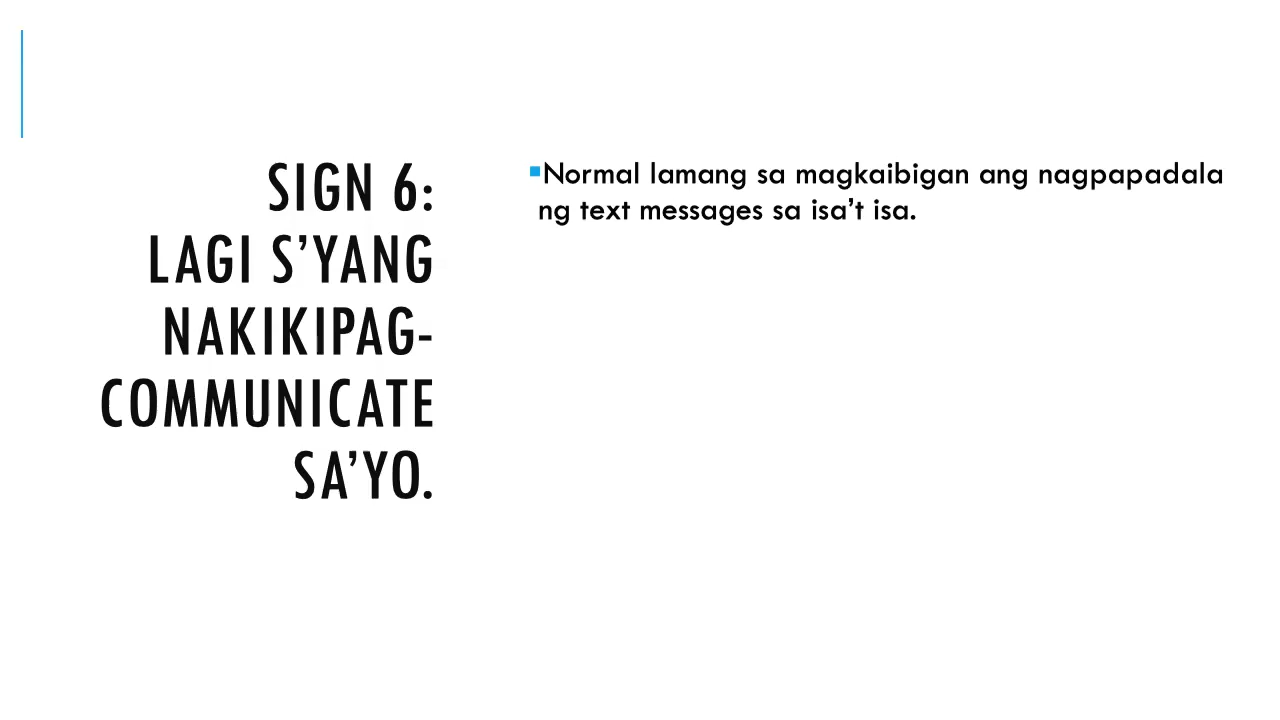 SIGN 6:
LAGI S’YANG
NAKIKIPAG-
COMMUNICATE
SA’YO.
▪Normal lamang sa magkaibigan ang nagpapadala
ng text messages sa isa’t isa.